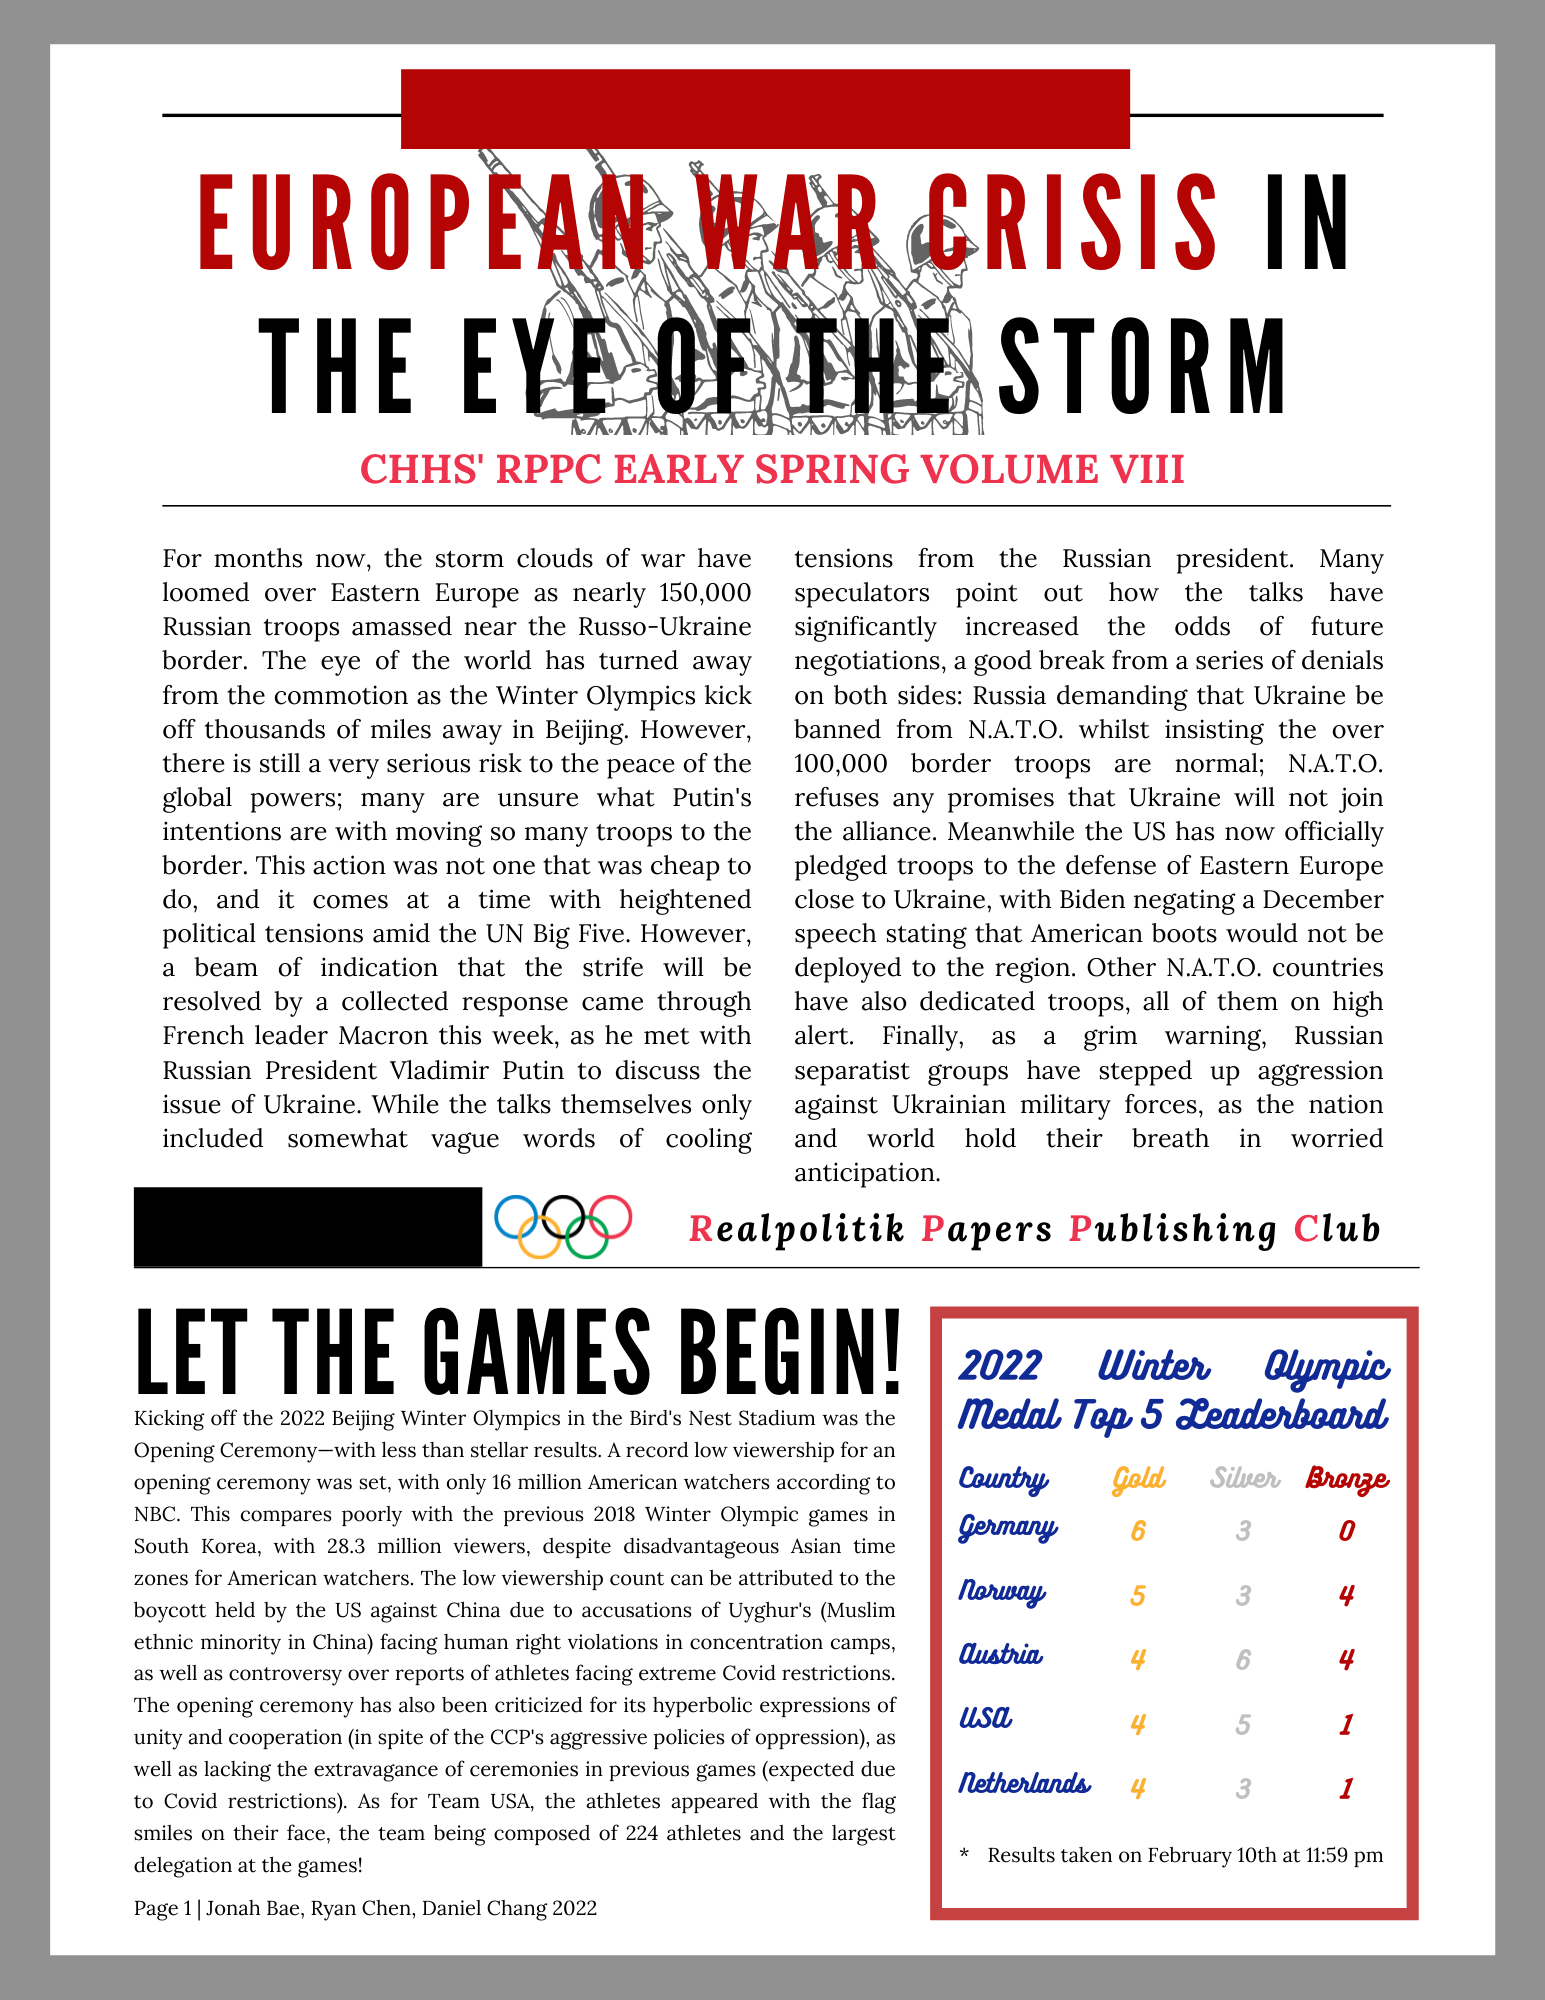 EUROPEAN WAR CRISIS IN
THE EYE OF THE STORM
CHHS' RPPC EARLY SPRING VOLUME VIII
For months now, the storm clouds of war have
loomed over Eastern Europe as nearly 150,000
Russian troops amassed near the Russo-Ukraine
border. The eye of the world has turned away
from the commotion as the Winter Olympics kick
off thousands of miles away in Beijing. However,
there is still a very serious risk to the peace of the
global powers; many are unsure what Putin's
intentions are with moving so many troops to the
border. This action was not one that was cheap to
do, and it comes at a time with heightened
political tensions amid the UN Big Five. However,
a beam of indication that the strife will be
resolved by a collected response came through
French leader Macron this week, as he met with
Russian President Vladimir Putin to discuss the
issue of Ukraine. While the talks themselves only
included somewhat vague words of cooling
tensions from the Russian president. Many
speculators point out how the talks have
significantly increased the odds of future
negotiations, a good break from a series of denials
on both sides: Russia demanding that Ukraine be
banned from N.A.T.O. whilst insisting the over
100,000 border troops are normal; N.A.T.O.
refuses any promises that Ukraine will not join
the alliance. Meanwhile the US has now officially
pledged troops to the defense of Eastern Europe
close to Ukraine, with Biden negating a December
speech stating that American boots would not be
deployed to the region. Other N.A.T.O. countries
have also dedicated troops, all of them on high
alert. Finally, as a grim warning, Russian
separatist groups have stepped up aggression
against Ukrainian military forces, as the nation
and world hold their breath in worried
anticipation.
Realpolitik Papers Publishing Club
LET THE GAMES BEGIN!
Kicking off the 2022 Beijing Winter Olympics in the Bird's Nest Stadium was the
Opening Ceremony—with less than stellar results. A record low viewership for an
opening ceremony was set, with only 16 million American watchers according to
NBC. This compares poorly with the previous 2018 Winter Olympic games in
South Korea, with 28.3 million viewers, despite disadvantageous Asian time
zones for American watchers. The low viewership count can be attributed to the
boycott held by the US against China due to accusations of Uyghur's (Muslim
ethnic minority in China) facing human right violations in concentration camps,
as well as controversy over reports of athletes facing extreme Covid restrictions.
The opening ceremony has also been criticized for its hyperbolic expressions of
unity and cooperation (in spite of the CCP's aggressive policies of oppression), as
well as lacking the extravagance of ceremonies in previous games (expected due
to Covid restrictions). As for Team USA, the athletes appeared with the flag
smiles on their face, the team being composed of 224 athletes and the largest
delegation at the games!
Page 1 | Jonah Bae, Ryan Chen, Daniel Chang 2022
2022 Winter Olympic
Medal Top 5 Leaderboard
Country Gold Silver Bronze
Germany 6 3 0
Norway 5 3 4
Austria 4 6 4
USA 4 5 1
Netherlands 4 3 1
* Results taken on February 10th at 11:59 pm